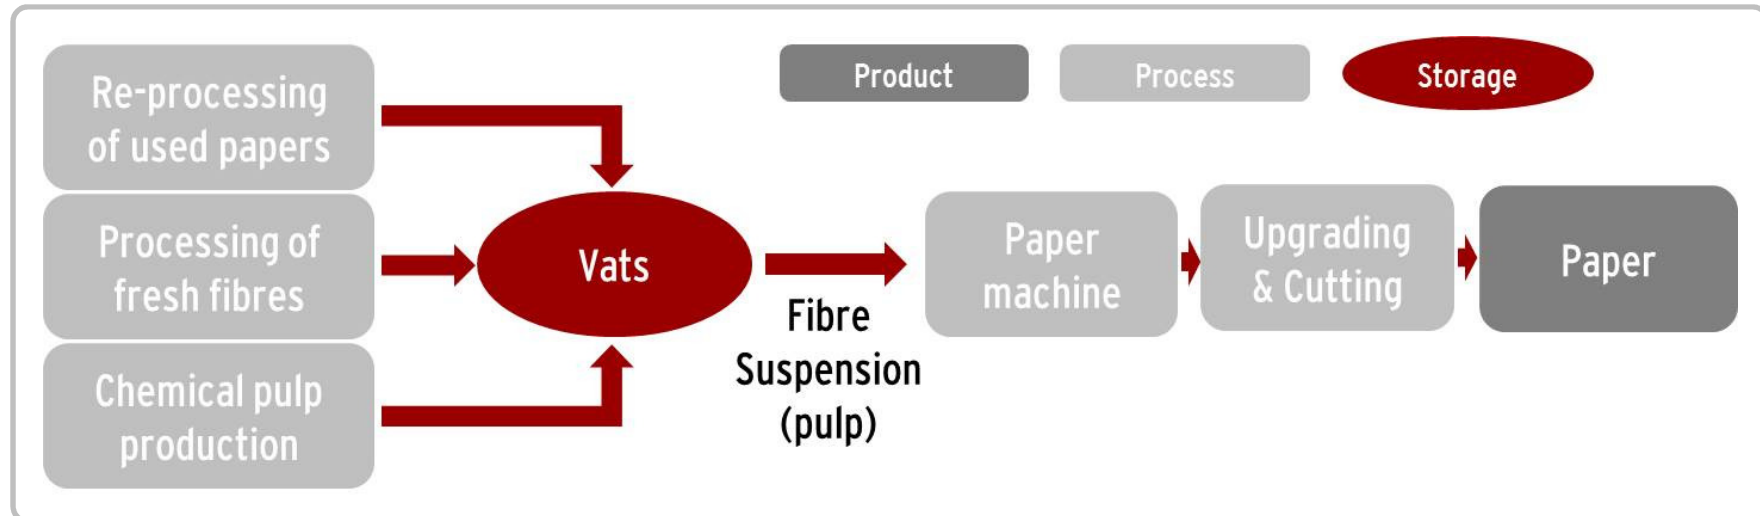 Re-processing
of used papers
Processing of
fresh fibres
Chemical pulp
production
Product
Process
Storage
Vats
Fibre
Suspension
(pulp)
Paper
machine
Upgrading
& Cutting
Paper